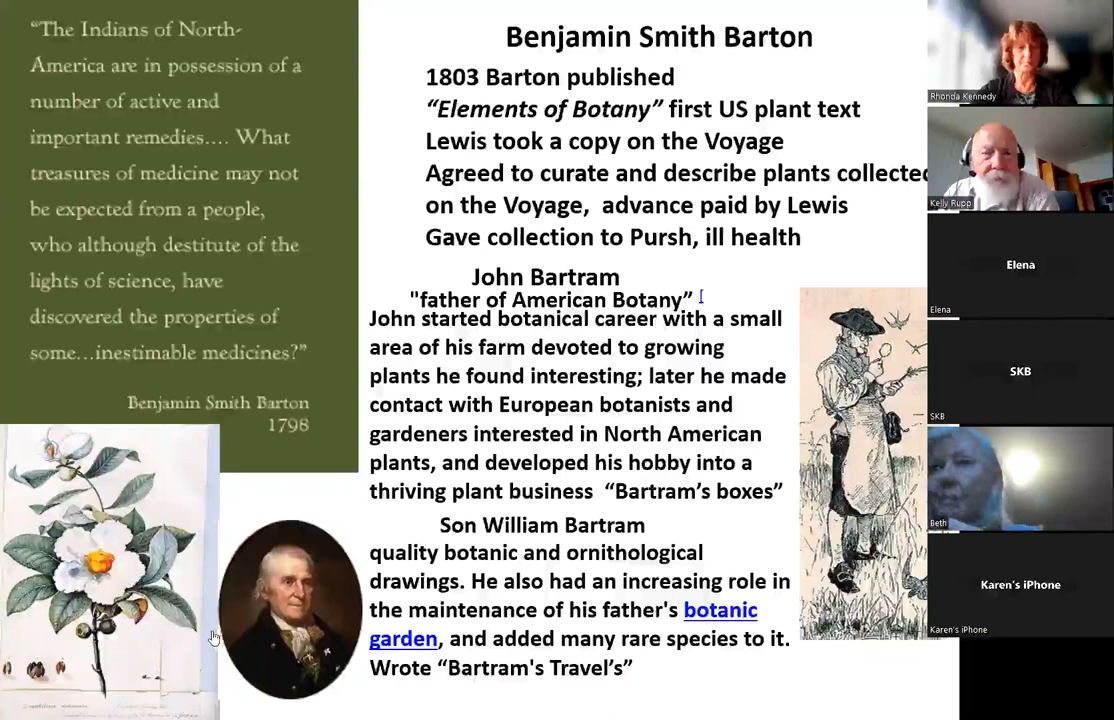 “The Indians of North-
America are in possession of a
number of active and
important remedies.... What
treasures of medicine may not
be expected from a people,
who although destitute of the
lights of science, have
discovered the properties of
some...inestimable medicines?”
Benjamin Smith Barton
1798
Benjamin Smith Barton
1803 Barton published
“Elements of Botany” first US plant text
Lewis took a copy on the Voyage
Agreed to curate and describe plants collected
on the Voyage, advance paid by Lewis
Gave collection to Pursh, ill health
John Bartram
"father of American Botany” [
John started botanical career with a small
area of his farm devoted to growing
plants he found interesting; later he made
contact with European botanists and
gardeners interested in North American
plants, and developed his hobby into a
thriving plant business “Bartram’s boxes”
Son William Bartram
quality botanic and ornithological
drawings. He also had an increasing role in
the maintenance of his father's botanic
garden, and added many rare species to it.
Wrote “Bartram's Travel’s”
Rhonda Kennedy
Kelly Rupp
Elena
Elena
SKB
SKB
Beth
Karen's iPhone
Karen's iPhone